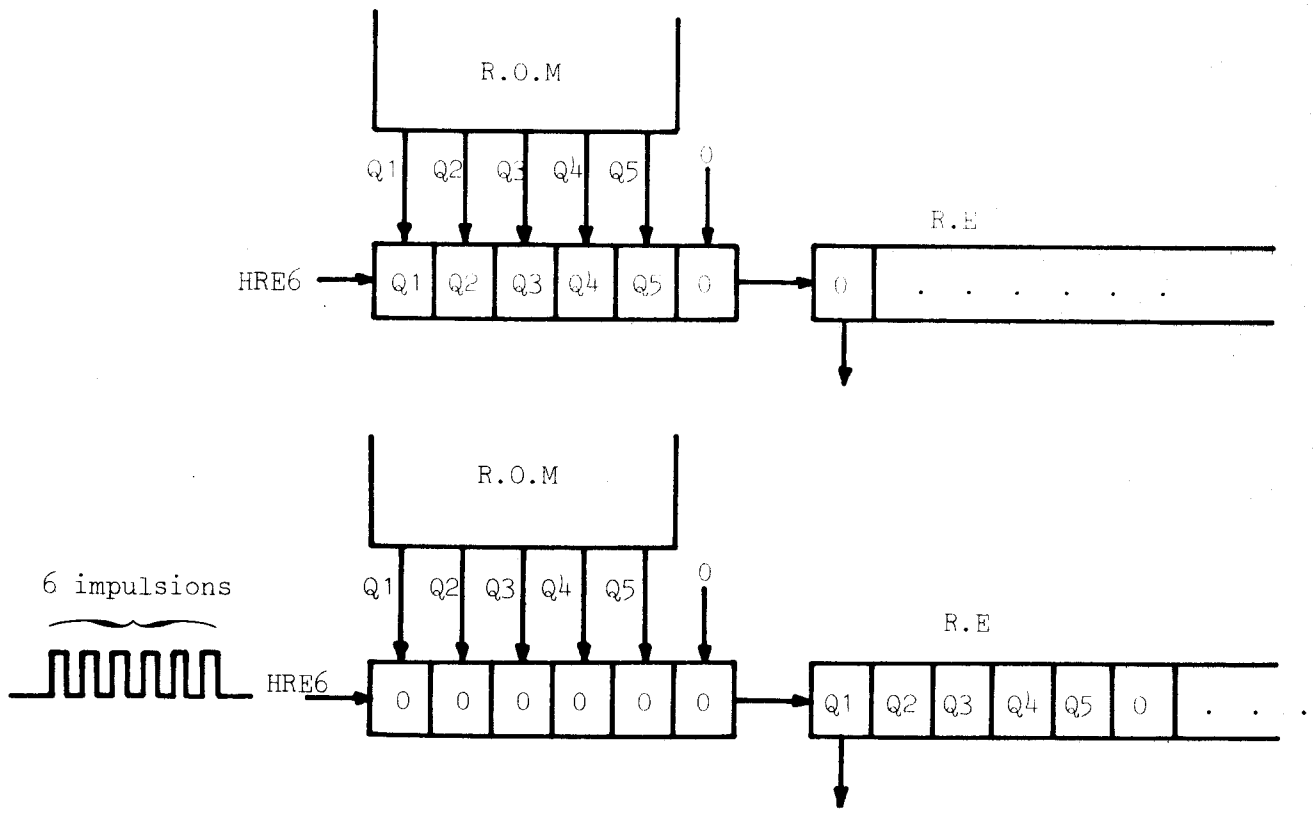 R.O.M
Q1 Q2 Q3 Q4 Q5 0
R.E
HRE6 Q1 Q2 Q3 Q4 Q5 0 0 . . . . . .
R.O.M
6 impulsions
Q1 Q2 Q3 Q4 Q5 0
R.E
HRE6 0 0 0 0 0 0 Q1 Q2 Q3 Q4 Q5 0 . . .